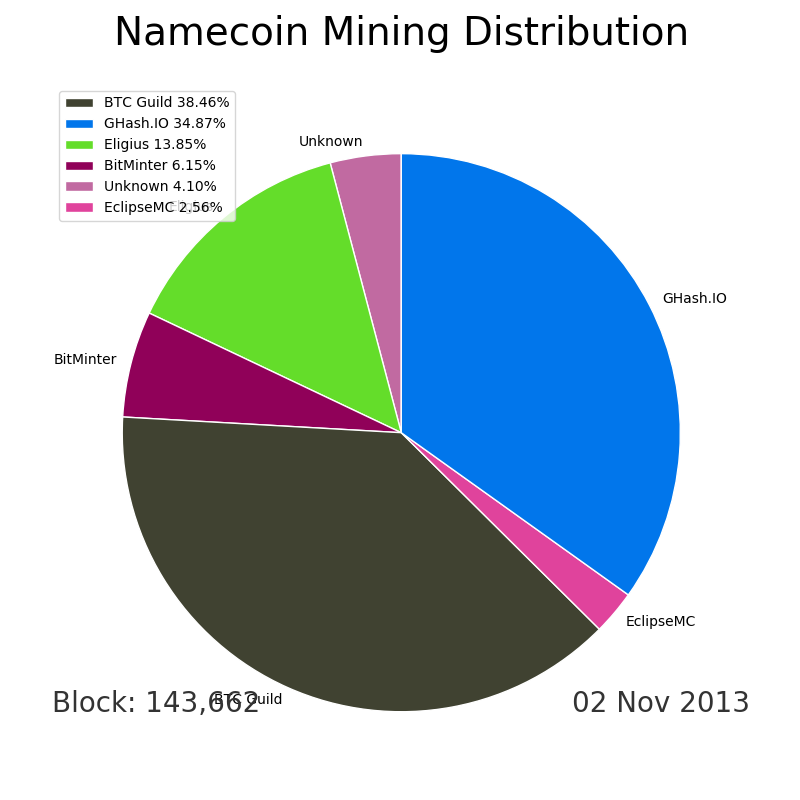 Namecoin Mining Distribution
BTC Guild 38.46%
GHash.IO 34.87%
Eligius 13.85%
BitMinter 6.15%
Unknown 4.10%
EclipseMC 2.56%
Unknown
Eligius
GHash.IO
BitMinter
EclipseMC
BTC Guild
Block: 143,662
02 Nov 2013